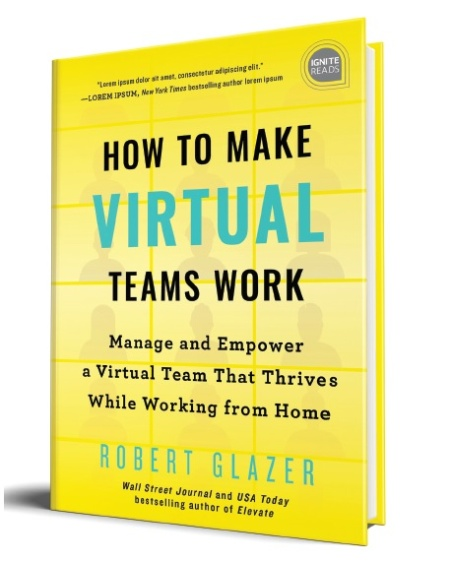 "Lorem ipsum dolor sit amet, consectetur adipiscing elit."
—LOREM IPSUM, New York Times bestselling author lorem ipsum
IGNITE
READS
HOW TO MAKE
VIRTUAL
TEAMS WORK
Manage and Empower
a Virtual Team That Thrives
While Working from Home
ROBERT GLAZER
Wall Street Journal and USA Today
bestselling author of Elevate